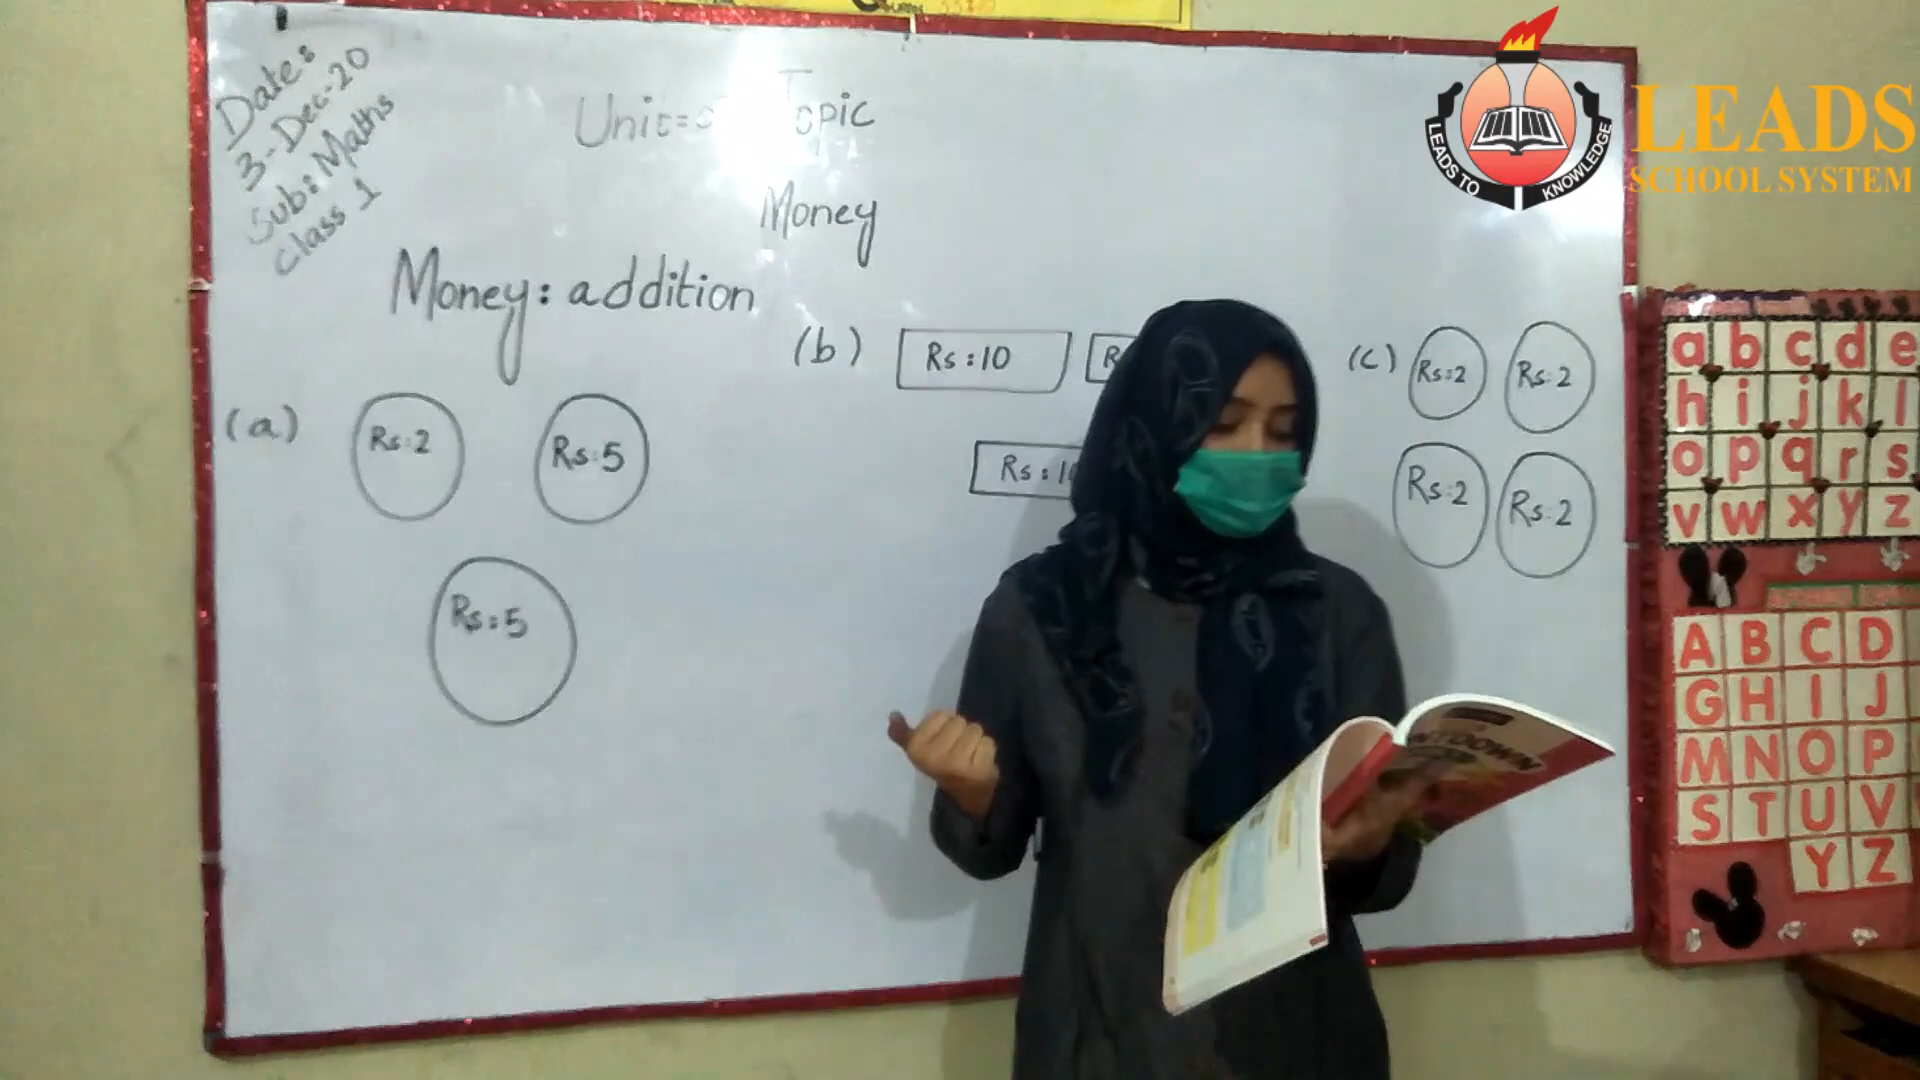 Date:
3-Dec-20
Sub: Maths
Class 1
Topic
Money
Money: addition
(a) Rs:2 Rs:5
Rs:5
(b) Rs:10
(c) Rs:2 Rs:2
Rs:2 Rs:2
LEADS TO KNOWLEDGE
LEADS
SCHOOL SYSTEM
a b c d e
h i j k l
o p q r s
v w x y z
A B C D
G H I J
M N O P
S T U V
Y Z